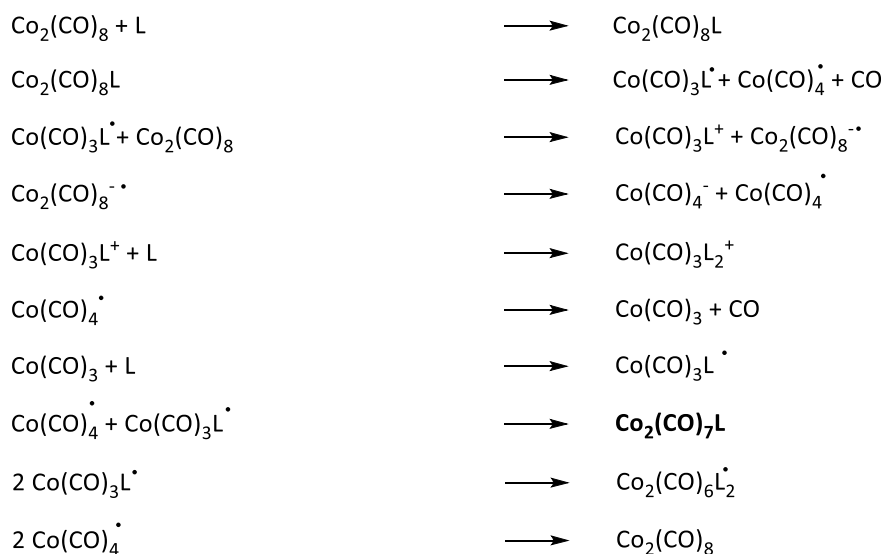 Co₂(CO)₈ + L ⟶ Co₂(CO)₈L
Co₂(CO)₈L ⟶ Co(CO)₃L• + Co(CO)₄• + CO
Co(CO)₃L• + Co₂(CO)₈ ⟶ Co(CO)₃L⁺ + Co₂(CO)₈⁻•
Co₂(CO)₈⁻• ⟶ Co(CO)₄⁻ + Co(CO)₄•
Co(CO)₃L⁺ + L ⟶ Co(CO)₃L₂⁺
Co(CO)₄• ⟶ Co(CO)₃ + CO
Co(CO)₃ + L ⟶ Co(CO)₃L•
Co(CO)₄• + Co(CO)₃L• ⟶ Co₂(CO)₇L
2 Co(CO)₃L• ⟶ Co₂(CO)₆L₂•
2 Co(CO)₄• ⟶ Co₂(CO)₈